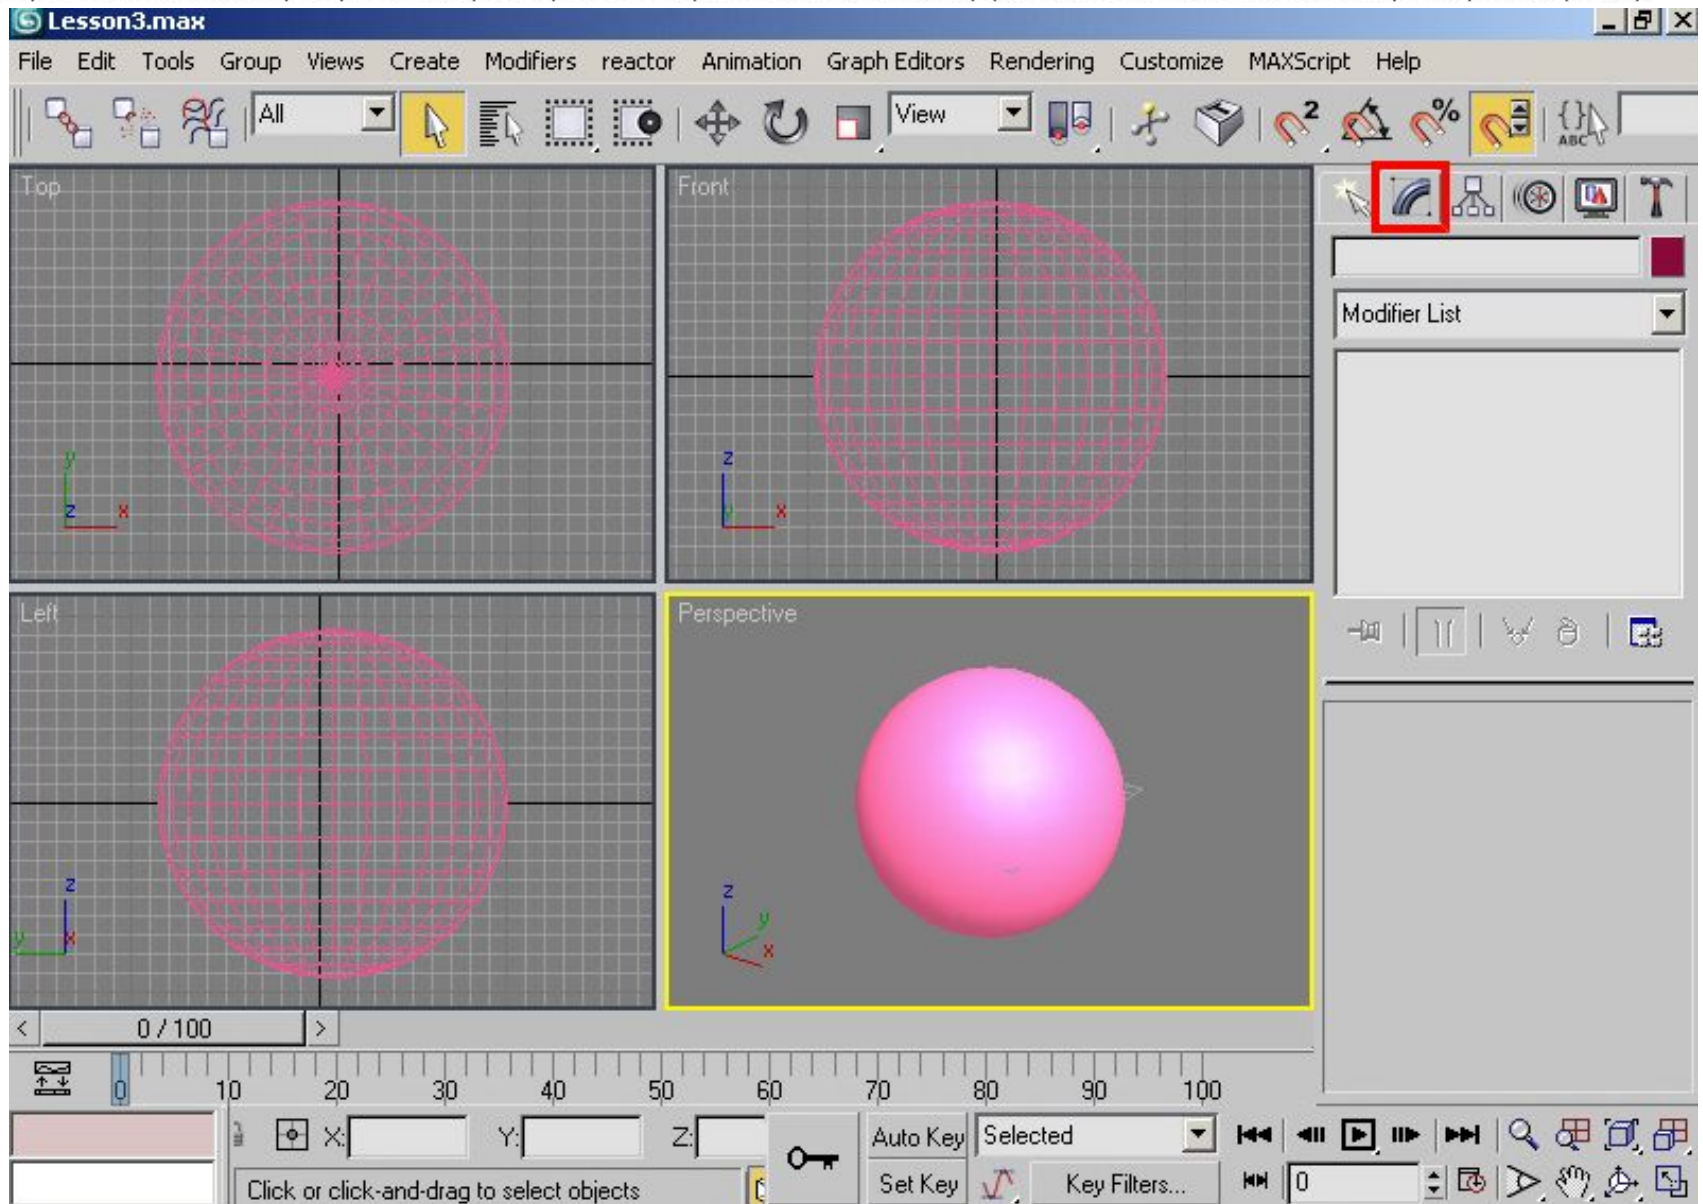 Lesson3.max
File Edit Tools Group Views Create Modifiers reactor Animation Graph Editors Rendering Customize MAXScript Help
All View 2 % {} ABC
Top
Front
Modifier List
y
z x
z
y x
Left
Perspective
z
y x
z
y
x
< 0 / 100 >
0 10 20 30 40 50 60 70 80 90 100
X: Y: Z: Auto Key Selected
Click or click-and-drag to select objects Set Key Key Filters... 0